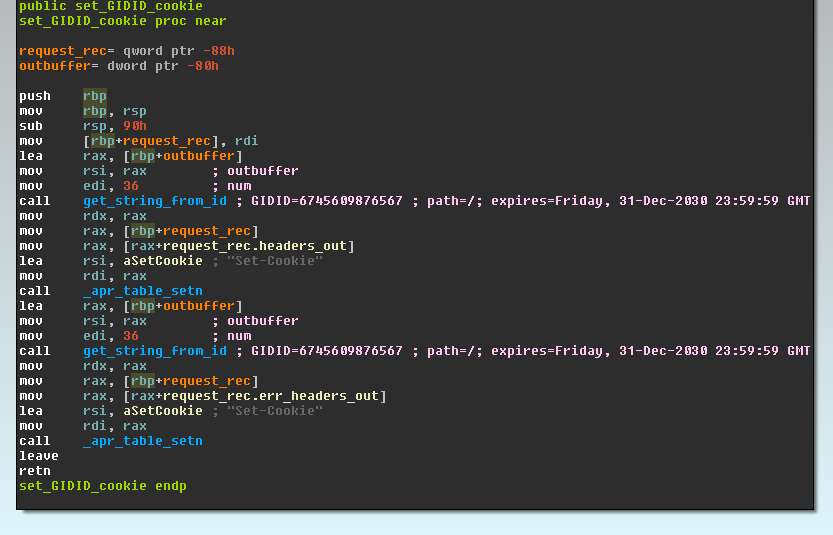 public set_GIDID_cookie
set_GIDID_cookie proc near
request_rec= qword ptr -88h
outbuffer= dword ptr -80h
push rbp
mov rbp, rsp
sub rsp, 90h
mov [rbp+request_rec], rdi
lea rax, [rbp+outbuffer]
mov rsi, rax ; outbuffer
mov edi, 36 ; num
call get_string_from_id ; GIDID=6745609876567 ; path=/; expires=Friday, 31-Dec-2030 23:59:59 GMT
mov rdx, rax
mov rax, [rbp+request_rec]
mov rax, [rax+request_rec.headers_out]
lea rsi, aSetCookie ; "Set-Cookie"
mov rdi, rax
call _apr_table_setn
lea rax, [rbp+outbuffer]
mov rsi, rax ; outbuffer
mov edi, 36 ; num
call get_string_from_id ; GIDID=6745609876567 ; path=/; expires=Friday, 31-Dec-2030 23:59:59 GMT
mov rdx, rax
mov rax, [rbp+request_rec]
mov rax, [rax+request_rec.err_headers_out]
lea rsi, aSetCookie ; "Set-Cookie"
mov rdi, rax
call _apr_table_setn
leave
retn
set_GIDID_cookie endp